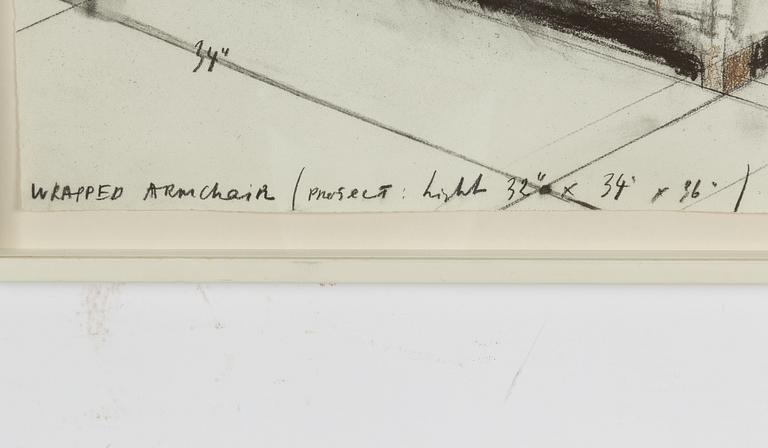 34"
WRAPPED ARMCHAIR (PROJECT: hight 32" x 34" x 36")